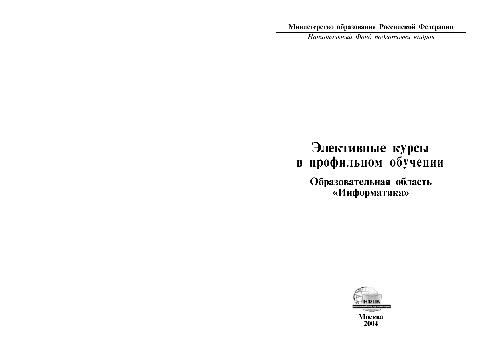 Министерство образования Российской Федерации
Национальный Фонд подготовки кадров
Элективные курсы
в профильном обучении
Образовательная область
«Информатика»
Москва
2004